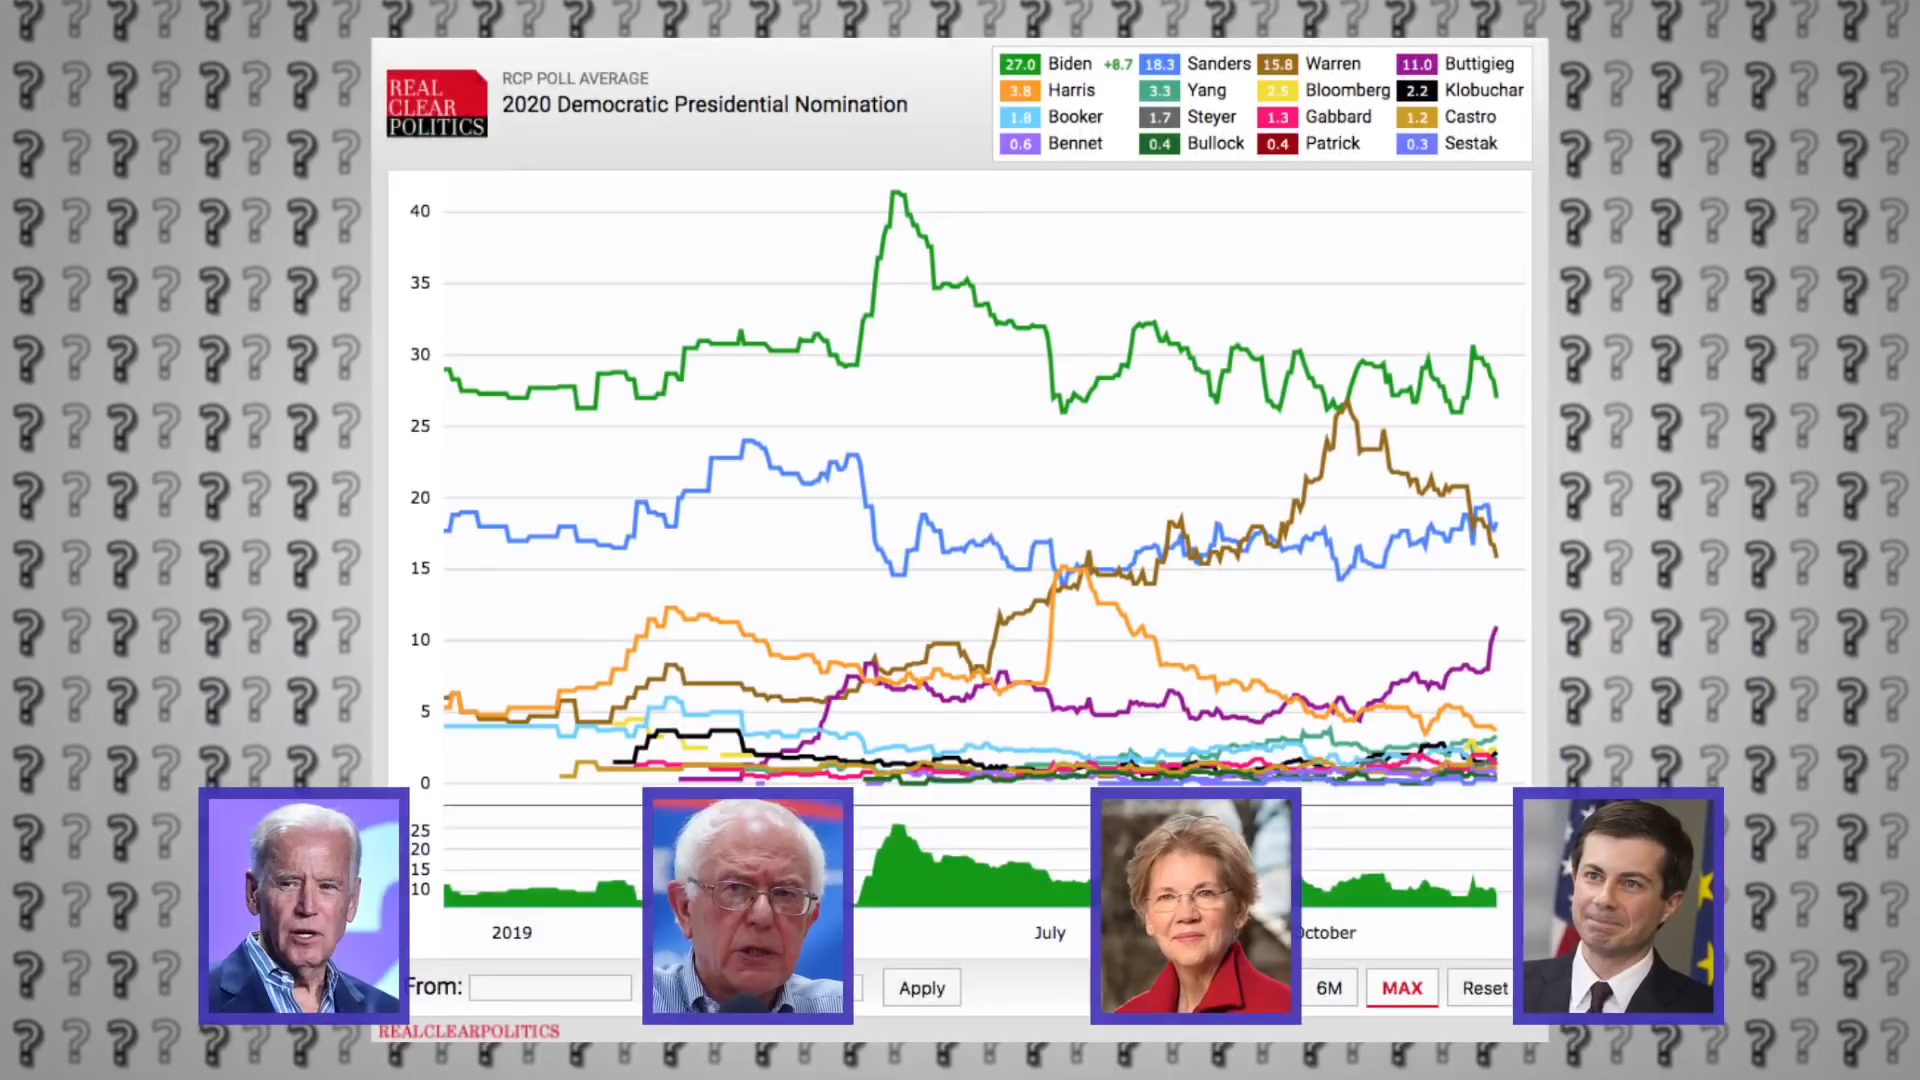 REAL
CLEAR
POLITICS
RCP POLL AVERAGE
2020 Democratic Presidential Nomination
27.0 Biden +8.7 18.3 Sanders 15.8 Warren 11.0 Buttigieg
3.8 Harris 3.3 Yang 2.5 Bloomberg 2.2 Klobuchar
1.8 Booker 1.7 Steyer 1.3 Gabbard 1.2 Castro
0.6 Bennet 0.4 Bullock 0.4 Patrick 0.3 Sestak
40
35
30
25
20
15
10
5
0
25
20
15
10
2019 July October
From: Apply 6M MAX Reset
REALCLEARPOLITICS